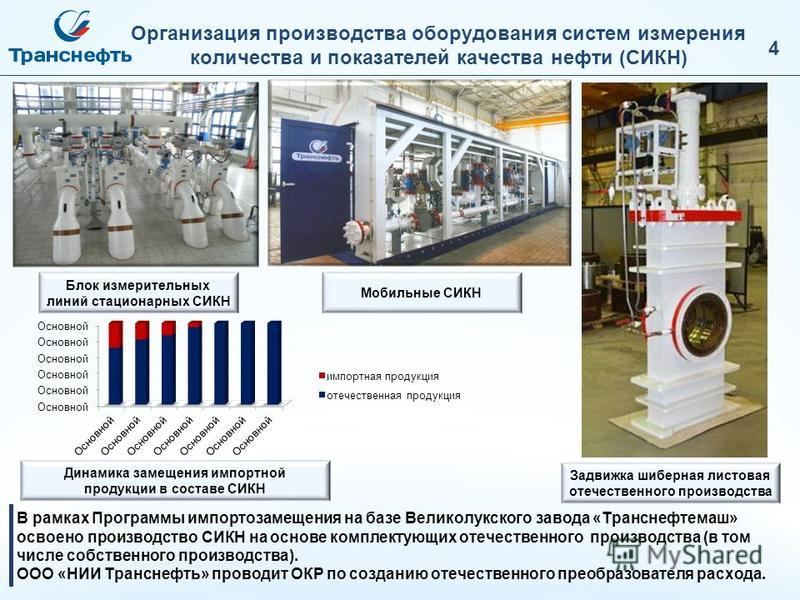 Транснефть
Организация производства оборудования систем измерения
количества и показателей качества нефти (СИКН)
4
Транснефть
Блок измерительных
линий стационарных СИКН
Мобильные СИКН
Основной
Основной
Основной
Основной
Основной
Основной
Основной
Основной
Основной
Основной
Основной
Основной
Основной
импортная продукция
отечественная продукция
Динамика замещения импортной
продукции в составе СИКН
Задвижка шиберная листовая
отечественного производства
В рамках Программы импортозамещения на базе Великолукского завода «Транснефтемаш»
освоено производство СИКН на основе комплектующих отечественного производства (в том
числе собственного производства).
ООО «НИИ Транснефть» проводит ОКР по созданию отечественного преобразователя расхода.
MyShared